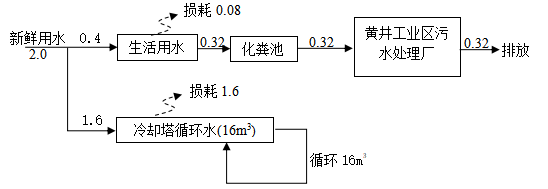 损耗 0.08
新鲜用水
2.0
0.4
生活用水
0.32
化粪池
0.32
黄井工业区污
水处理厂
0.32
排放
损耗 1.6
1.6
冷却塔循环水(16m³)
循环 16m³